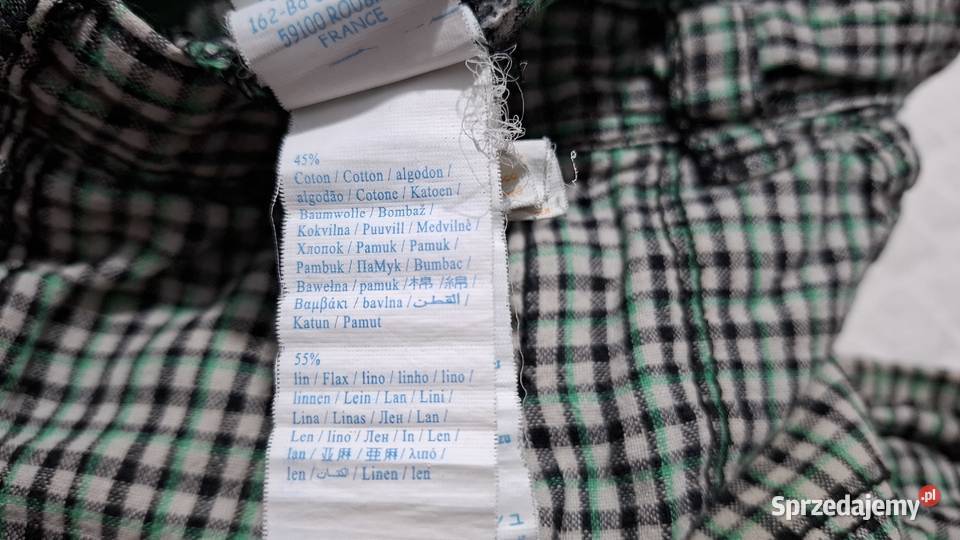 162-Bd
59100 ROUB
FRANCE
45%
Coton / Cotton / algodon /
algodão / Cotone / Katoen /
Baumwolle / Bombaž /
Kokvilna / Puuvill / Medvilnė /
Хлопок / Pamuk / Pamuk /
Pambuk / ПаМук / Bumbac /
Bawełna / pamuk / 棉 / 綿 /
Βαμβάκι / bavlna / القطن /
Katun / Pamut
55%
lin / Flax / lino / linho / lino /
linnen / Lein / Lan / Lini /
Lina / Linas / Лен / Lan /
Len / lino / Лен / In / Len /
lan / 亚麻 / 亜麻 / λινό /
len / الكتان / Linen / len
Sprzedajemy.pl